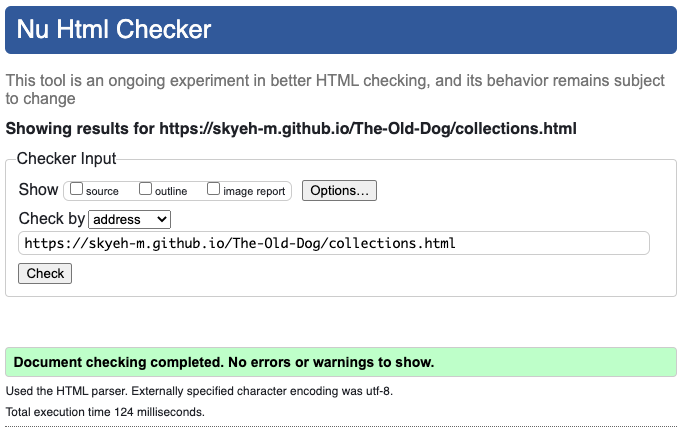 Nu Html Checker
This tool is an ongoing experiment in better HTML checking, and its behavior remains subject
to change
Showing results for https://skyeh-m.github.io/The-Old-Dog/collections.html
Checker Input
Show source outline image report Options...
Check by address
https://skyeh-m.github.io/The-Old-Dog/collections.html
Check
Document checking completed. No errors or warnings to show.
Used the HTML parser. Externally specified character encoding was utf-8.
Total execution time 124 milliseconds.